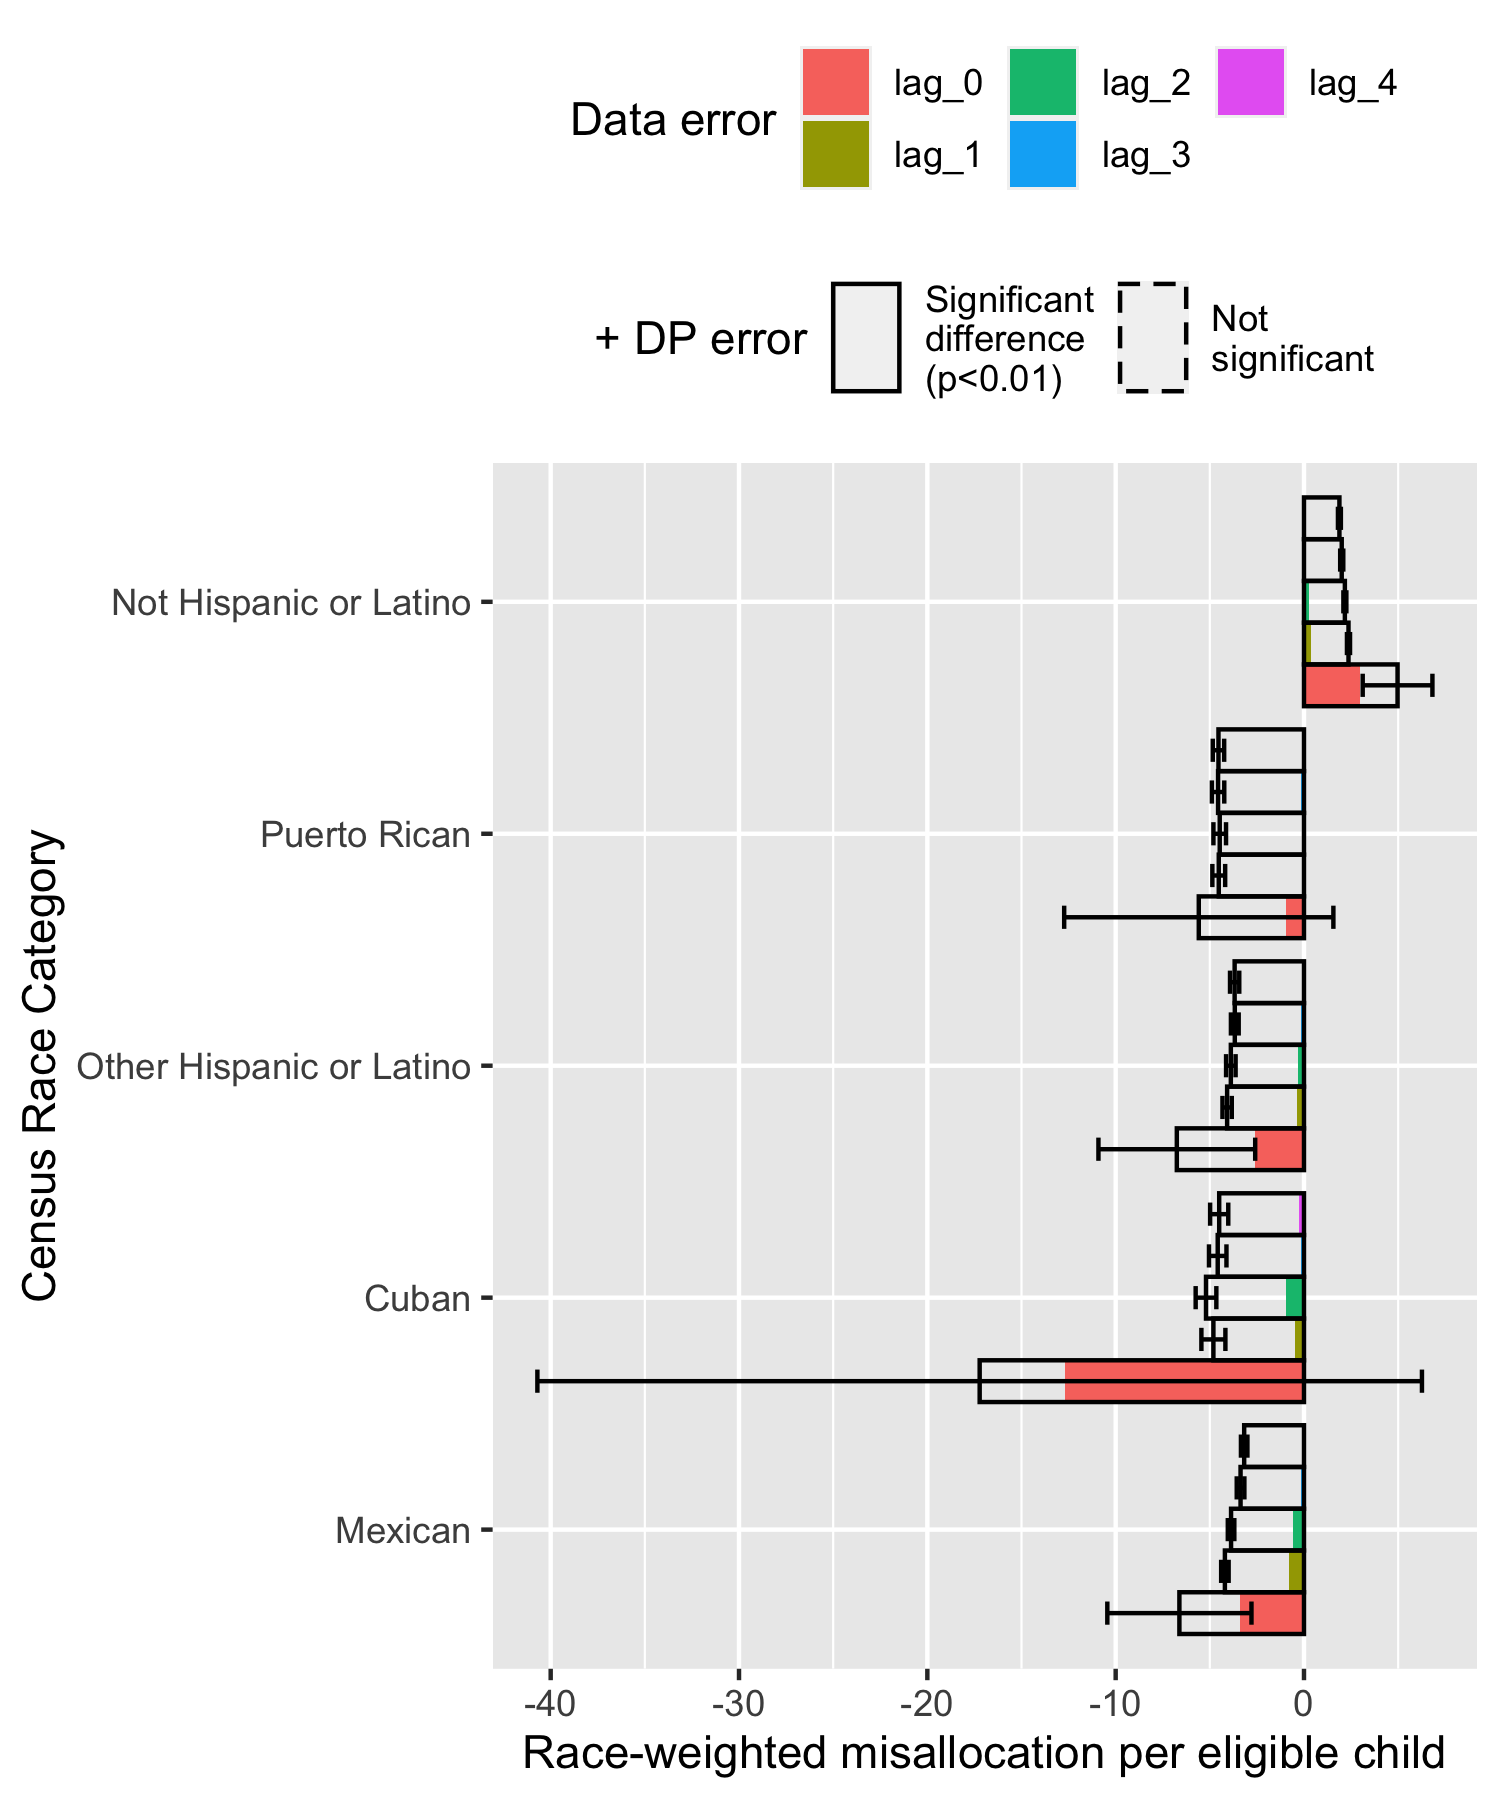 Data error
lag_0
lag_2
lag_4
lag_1
lag_3
+ DP error
Significant
difference
(p<0.01)
Not
significant
Census Race Category
Not Hispanic or Latino
Puerto Rican
Other Hispanic or Latino
Cuban
Mexican
-40
-30
-20
-10
0
Race-weighted misallocation per eligible child